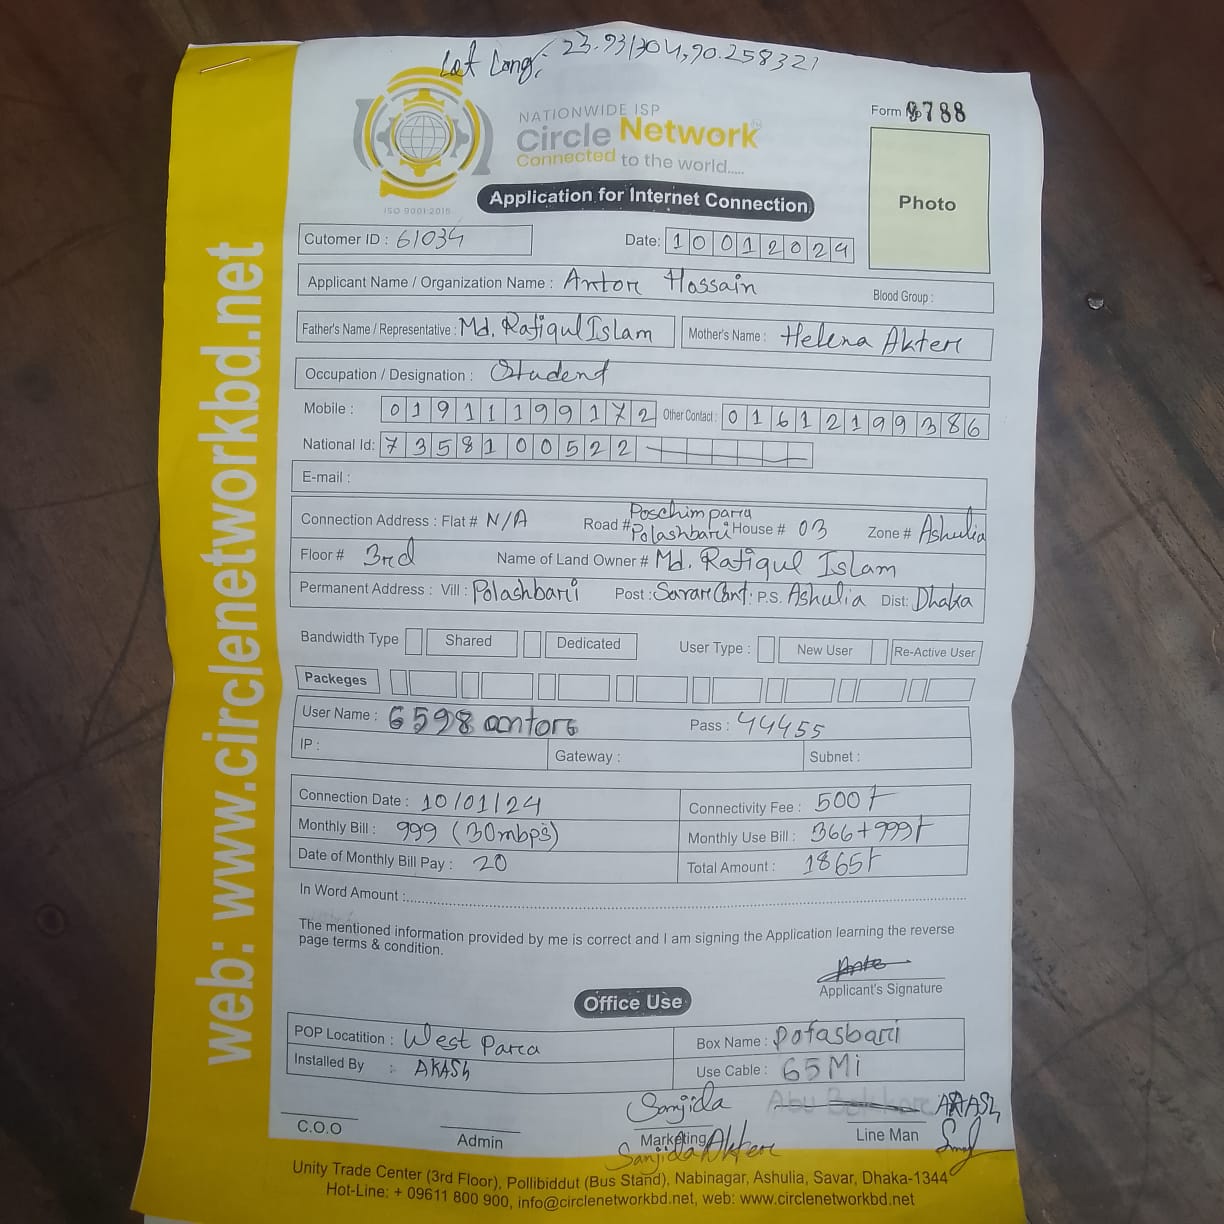 Lat Long; 23.931304,90.258321
NATIONWIDE ISP
Circle Network
Connected to the world.....
ISO 9001:2015
Form No 8788
Photo
Application for Internet Connection
Cutomer ID : 61034
Date: 10012024
Applicant Name / Organization Name : Antor Hossain
Blood Group :
Father's Name / Representative : Md. Rafiqul Islam
Mother's Name : Helena Akter
Occupation / Designation : Student
Mobile : 01911199172
Other Contact : 01612199386
National Id: 7358100522
E-mail :
Connection Address : Flat # N/A Road # Poschimpara Polashbari House # 03 Zone # Ashulia
Floor # 3rd Name of Land Owner # Md. Rafiqul Islam
Permanent Address : Vill : Polashbari Post : Savar Cant: P.S. Ashulia Dist: Dhaka
Bandwidth Type Shared Dedicated User Type : New User Re-Active User
Packeges
User Name : 6598antor Pass : 44455
IP : Gateway : Subnet :
Connection Date : 10/01/24 Connectivity Fee : 500/-
Monthly Bill : 999 (30mbps) Monthly Use Bill : 366+999/-
Date of Monthly Bill Pay : 20 Total Amount : 1865/-
In Word Amount :
The mentioned information provided by me is correct and I am signing the Application learning the reverse
page terms & condition.
Applicant's Signature
Office Use
POP Locatition : West Para Box Name : Polasbari
Installed By : AKASH Use Cable : 65Mi
Sanjida Abu AKASH
C.O.O Admin Marketing Line Man
Sanjida Akter
Unity Trade Center (3rd Floor), Pollibiddut (Bus Stand), Nabinagar, Ashulia, Savar, Dhaka-1344
Hot-Line: + 09611 800 900, info@circlenetworkbd.net, web: www.circlenetworkbd.net
web: www.circlenetworkbd.net